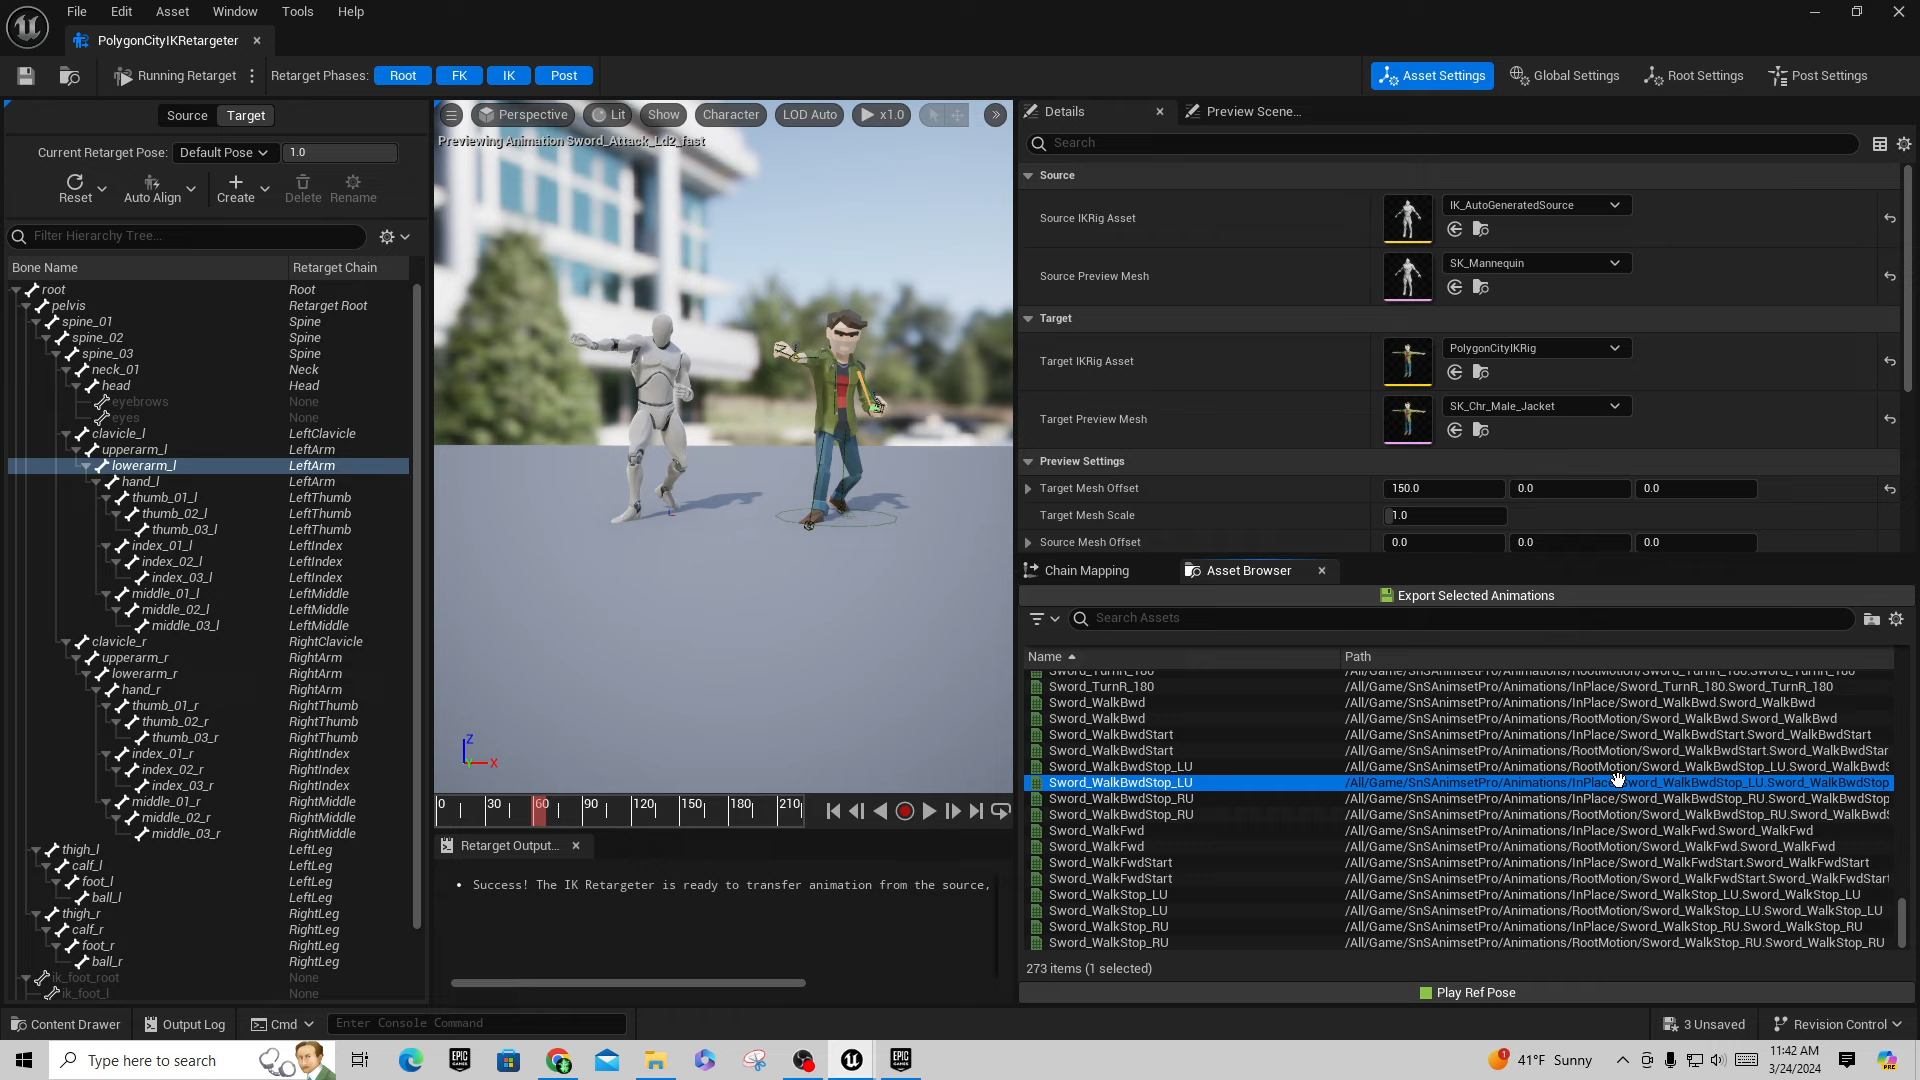 File Edit Asset Window Tools Help
PolygonCityIKRetargeter
Running Retarget Retarget Phases: Root FK IK Post Asset Settings Global Settings Root Settings Post Settings
Source Target
Current Retarget Pose: Default Pose 1.0
Reset Auto Align Create Delete Rename
Filter Hierarchy Tree...
Bone Name Retarget Chain
root Root
pelvis Retarget Root
spine_01 Spine
spine_02 Spine
spine_03 Spine
neck_01 Neck
head Head
eyebrows None
eyes None
clavicle_l LeftClavicle
upperarm_l LeftArm
lowerarm_l LeftArm
hand_l LeftArm
thumb_01_l LeftThumb
thumb_02_l LeftThumb
thumb_03_l LeftThumb
index_01_l LeftIndex
index_02_l LeftIndex
index_03_l LeftIndex
middle_01_l LeftMiddle
middle_02_l LeftMiddle
middle_03_l LeftMiddle
clavicle_r RightClavicle
upperarm_r RightArm
lowerarm_r RightArm
hand_r RightArm
thumb_01_r RightThumb
thumb_02_r RightThumb
thumb_03_r RightThumb
index_01_r RightIndex
index_02_r RightIndex
index_03_r RightIndex
middle_01_r RightMiddle
middle_02_r RightMiddle
middle_03_r RightMiddle
thigh_l LeftLeg
calf_l LeftLeg
foot_l LeftLeg
ball_l LeftLeg
thigh_r RightLeg
calf_r RightLeg
foot_r RightLeg
ball_r RightLeg
ik_foot_root None
ik_foot_l None
Perspective Lit Show Character LOD Auto x1.0
Previewing Animation Sword_Attack_Ld2_fast
Z X
0 30 60 90 120 150 180 210
Retarget Output...
• Success! The IK Retargeter is ready to transfer animation from the source,
Details Preview Scene...
Search
Source
Source IKRig Asset IK_AutoGeneratedSource
Source Preview Mesh SK_Mannequin
Target
Target IKRig Asset PolygonCityIKRig
Target Preview Mesh SK_Chr_Male_Jacket
Preview Settings
Target Mesh Offset 150.0 0.0 0.0
Target Mesh Scale 1.0
Source Mesh Offset 0.0 0.0 0.0
Chain Mapping Asset Browser
Export Selected Animations
Search Assets
Name Path
Sword_TurnR_180 /All/Game/SnSAnimsetPro/Animations/RootMotion/Sword_TurnR_180.Sword_TurnR_180
Sword_TurnR_180 /All/Game/SnSAnimsetPro/Animations/InPlace/Sword_TurnR_180.Sword_TurnR_180
Sword_WalkBwd /All/Game/SnSAnimsetPro/Animations/InPlace/Sword_WalkBwd.Sword_WalkBwd
Sword_WalkBwd /All/Game/SnSAnimsetPro/Animations/RootMotion/Sword_WalkBwd.Sword_WalkBwd
Sword_WalkBwdStart /All/Game/SnSAnimsetPro/Animations/InPlace/Sword_WalkBwdStart.Sword_WalkBwdStart
Sword_WalkBwdStart /All/Game/SnSAnimsetPro/Animations/RootMotion/Sword_WalkBwdStart.Sword_WalkBwdStar
Sword_WalkBwdStop_LU /All/Game/SnSAnimsetPro/Animations/RootMotion/Sword_WalkBwdStop_LU.Sword_WalkBwdS
Sword_WalkBwdStop_LU /All/Game/SnSAnimsetPro/Animations/InPlace/Sword_WalkBwdStop_LU.Sword_WalkBwdStop
Sword_WalkBwdStop_RU /All/Game/SnSAnimsetPro/Animations/InPlace/Sword_WalkBwdStop_RU.Sword_WalkBwdStop
Sword_WalkBwdStop_RU /All/Game/SnSAnimsetPro/Animations/RootMotion/Sword_WalkBwdStop_RU.Sword_WalkBwdS
Sword_WalkFwd /All/Game/SnSAnimsetPro/Animations/InPlace/Sword_WalkFwd.Sword_WalkFwd
Sword_WalkFwd /All/Game/SnSAnimsetPro/Animations/RootMotion/Sword_WalkFwd.Sword_WalkFwd
Sword_WalkFwdStart /All/Game/SnSAnimsetPro/Animations/InPlace/Sword_WalkFwdStart.Sword_WalkFwdStart
Sword_WalkFwdStart /All/Game/SnSAnimsetPro/Animations/RootMotion/Sword_WalkFwdStart.Sword_WalkFwdStart
Sword_WalkStop_LU /All/Game/SnSAnimsetPro/Animations/InPlace/Sword_WalkStop_LU.Sword_WalkStop_LU
Sword_WalkStop_LU /All/Game/SnSAnimsetPro/Animations/RootMotion/Sword_WalkStop_LU.Sword_WalkStop_LU
Sword_WalkStop_RU /All/Game/SnSAnimsetPro/Animations/InPlace/Sword_WalkStop_RU.Sword_WalkStop_RU
Sword_WalkStop_RU /All/Game/SnSAnimsetPro/Animations/RootMotion/Sword_WalkStop_RU.Sword_WalkStop_RU
273 items (1 selected)
Play Ref Pose
Content Drawer Output Log Cmd Enter Console Command 3 Unsaved Revision Control
Type here to search EPIC GAMES EPIC GAMES 1 41°F Sunny 11:42 AM
3/24/2024